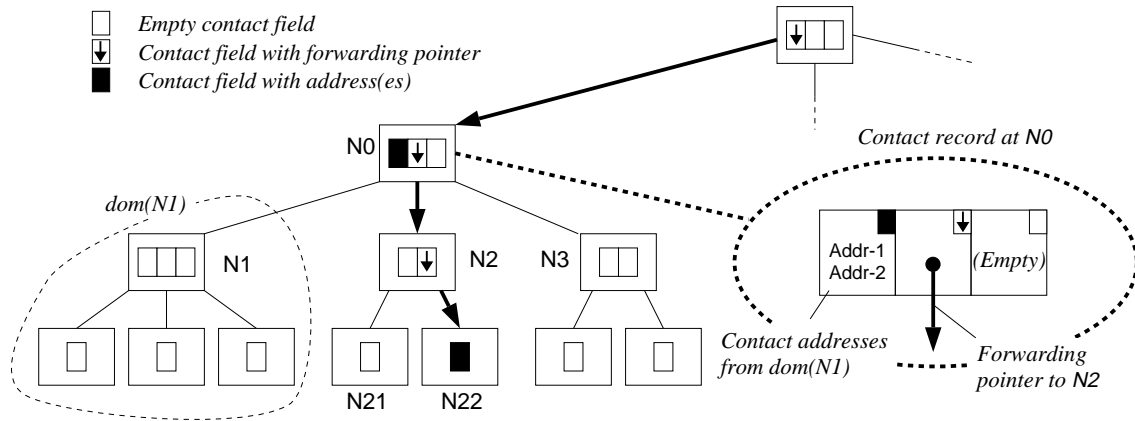 Empty contact field
Contact field with forwarding pointer
Contact field with address(es)
N0
Contact record at N0
dom(N1)
N1
N2
N3
Addr-1
Addr-2
(Empty)
Contact addresses
from dom(N1)
Forwarding
pointer to N2
N21
N22